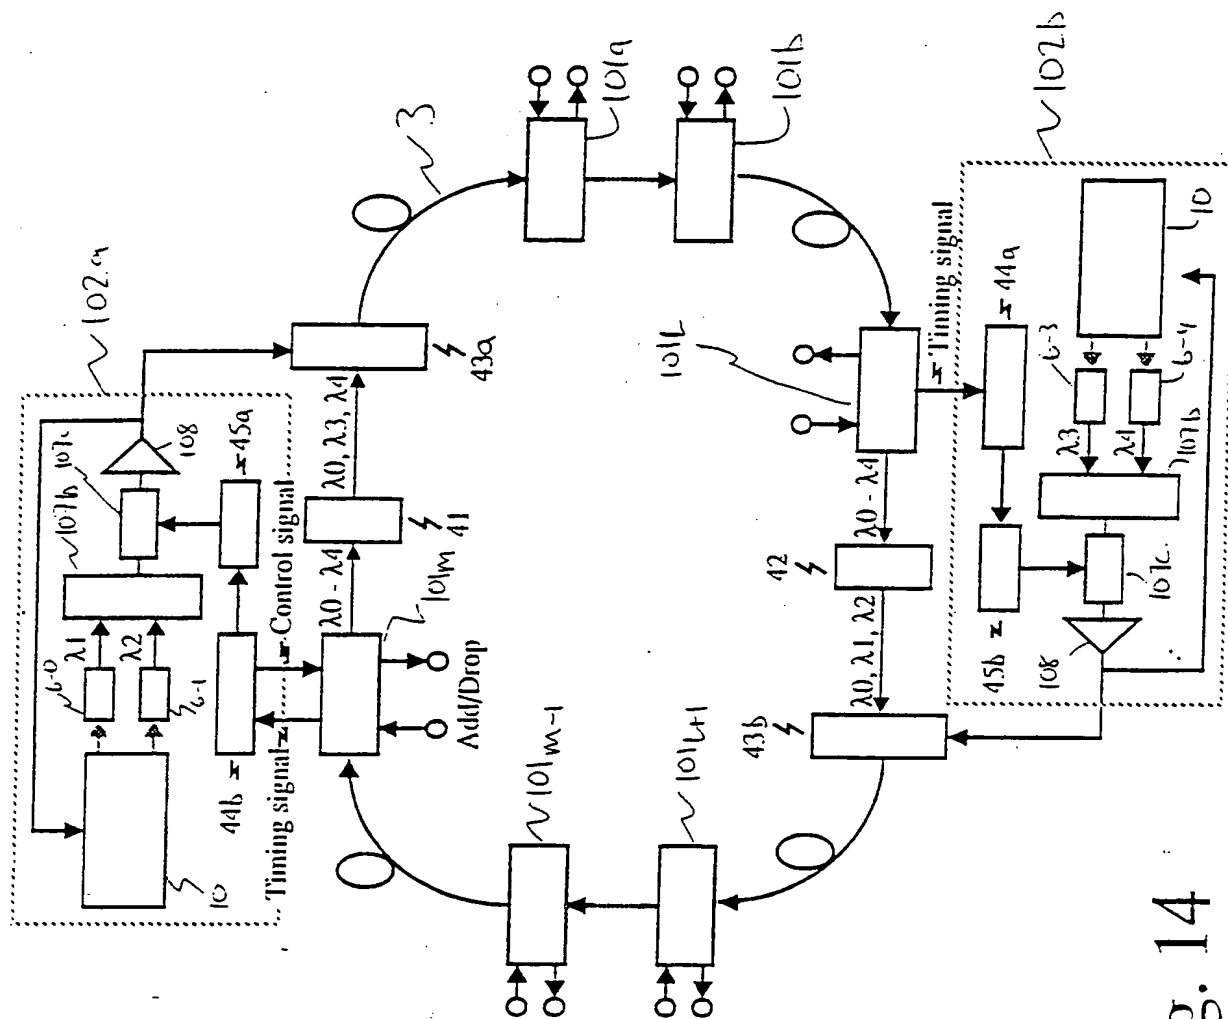 102a
107c
107b
108
45a
6-0
λ1
λ2
6-1
10
44b
Timing signal
Control signal
λ0 - λ4
101m
Add/Drop
41
λ0, λ3, λ4
43a
3
101a
101b
101L
Timing signal
λ0 - λ4
42
λ0, λ1, λ2
43b
101L+1
101m-1
102b
44a
10
6-3
6-4
λ3
λ4
107b
45b
107c
108
g. 14